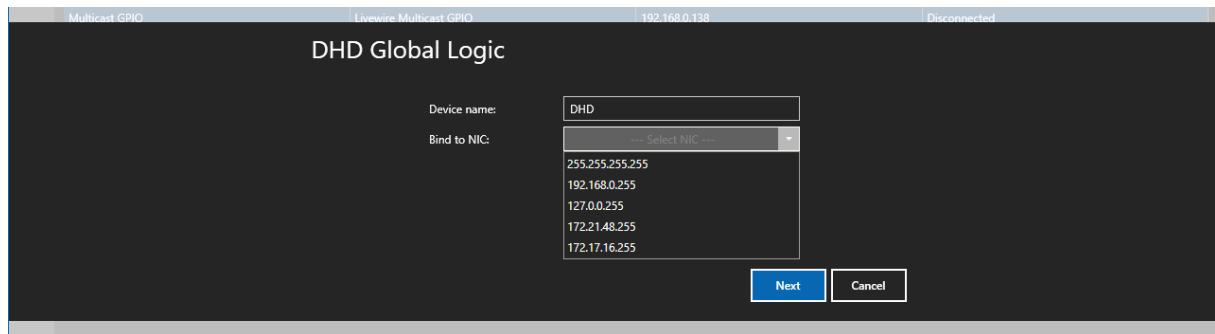 Multicast GPIO Livewire Multicast GPIO 192.168.0.138 Disconnected
DHD Global Logic
Device name: DHD
Bind to NIC: --- Select NIC ---
255.255.255.255
192.168.0.255
127.0.0.255
172.21.48.255
172.17.16.255
Next Cancel